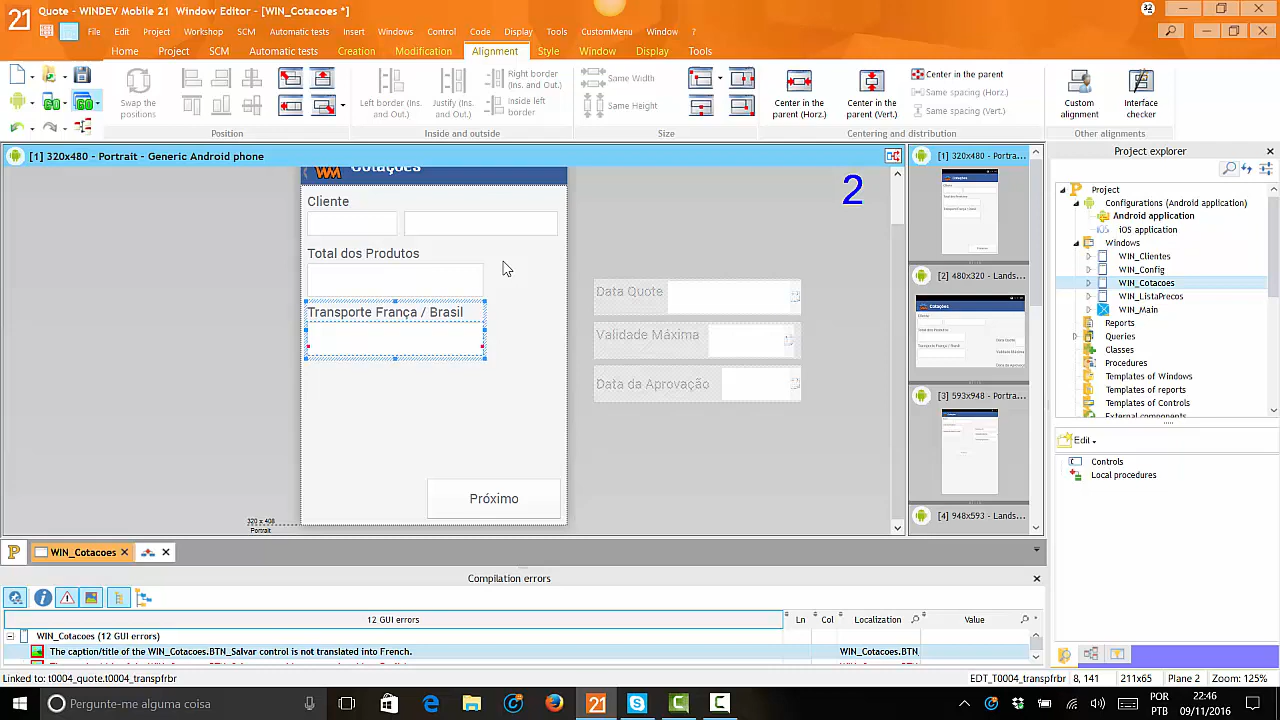 Quote - WINDEV Mobile 21  Window Editor - [WIN_Cotacoes *]
32
21
File Edit Project Workshop SCM Automatic tests Insert Windows Mobile Control Code Display Tools CustomMenu Window ?
Home Project SCM Automatic tests Creation Modification Alignment Style Window Display Tools
Swap the positions
Left border (Ins. and Out.)
Justify (Ins. and Out.)
Right border (Ins. and Out.)
Inside left border
Same Width
Same Height
Center in the parent (Horz.)
Center in the parent (Vert.)
Center in the parent
Same spacing (Horz.)
Same spacing (Vert.)
Custom alignment
Interface checker
Position
Inside and outside
Size
Centering and distribution
Other alignments
[1] 320x480 - Portrait - Generic Android phone
WM Cotações
2
Cliente
Total dos Produtos
Transporte França / Brasil
Data Quote
Validade Máxima
Data da Aprovação
Próximo
320 x 408
Portrait
[1] 320x480 - Portra...
[2] 480x320 - Lands...
[3] 593x948 - Portra...
[4] 948x593 - Lands...
Project explorer
Project
Configurations (Android application)
Android application
iOS application
Windows
WIN_Clientes
WIN_Config
WIN_Cotacoes
WIN_ListaPrecos
WIN_Main
Reports
Queries
Classes
Procedures
Templates of Windows
Templates of reports
Templates of Controls
External components
Edit
Controls
Local procedures
WIN_Cotacoes
Compilation errors
12 GUI errors Ln Col Localization Value
WIN_Cotacoes (12 GUI errors)
The caption/title of the WIN_Cotacoes.BTN_Salvar control is not translated into French. WIN_Cotacoes.BTN_
Linked to: t0004_quote.t0004_transpfrbr
EDT_T0004_transpfrbr 8, 141 211x65 Plane 2 Zoom: 125%
Pergunte-me alguma coisa
21
POR
PTB
22:46
09/11/2016